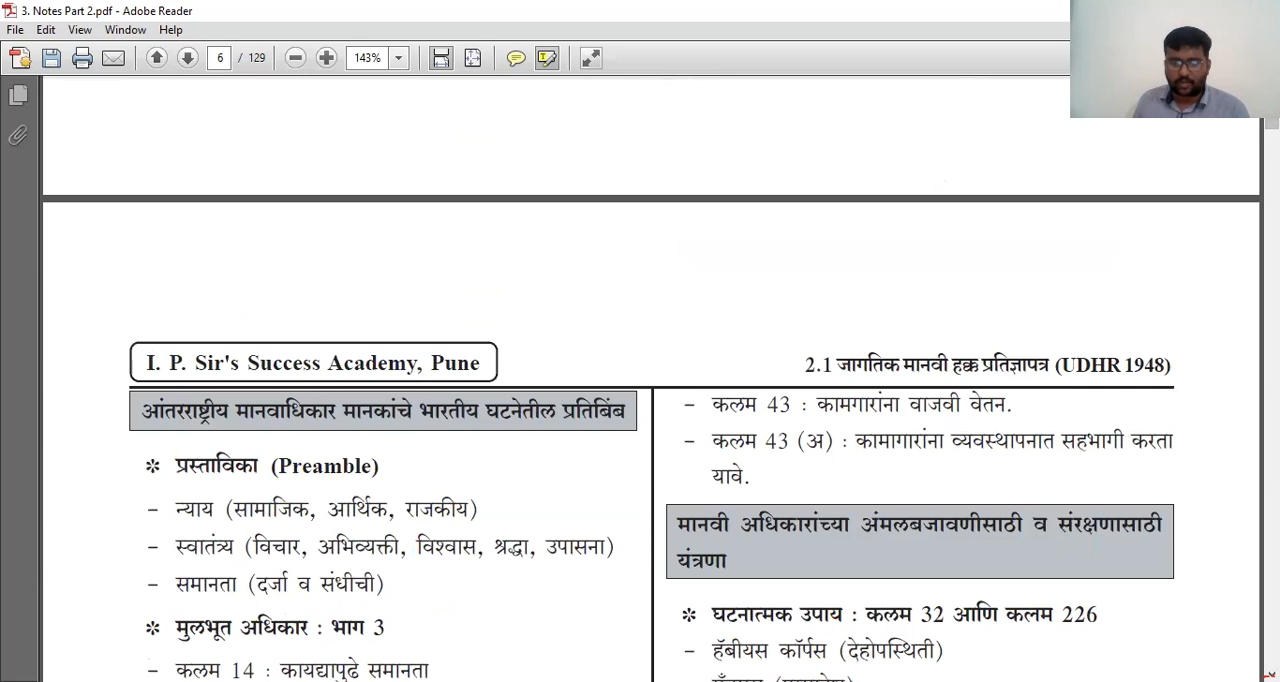 3. Notes Part 2.pdf - Adobe Reader
File Edit View Window Help
6 / 129 143%
I. P. Sir's Success Academy, Pune
2.1 जागतिक मानवी हक्क प्रतिज्ञापत्र (UDHR 1948)
आंतरराष्ट्रीय मानवाधिकार मानकांचे भारतीय घटनेतील प्रतिबिंब
* प्रस्ताविका (Preamble)
– न्याय (सामाजिक, आर्थिक, राजकीय)
– स्वातंत्र्य (विचार, अभिव्यक्ती, विश्वास, श्रद्धा, उपासना)
– समानता (दर्जा व संधीची)
* मुलभूत अधिकार : भाग 3
– कलम 14 : कायद्यापुढे समानता
– कलम 43 : कामगारांना वाजवी वेतन.
– कलम 43 (अ) : कामागारांना व्यवस्थापनात सहभागी करता
यावे.
मानवी अधिकारांच्या अंमलबजावणीसाठी व संरक्षणासाठी
यंत्रणा
* घटनात्मक उपाय : कलम 32 आणि कलम 226
– हॅबीयस कॉर्पस (देहोपस्थिती)